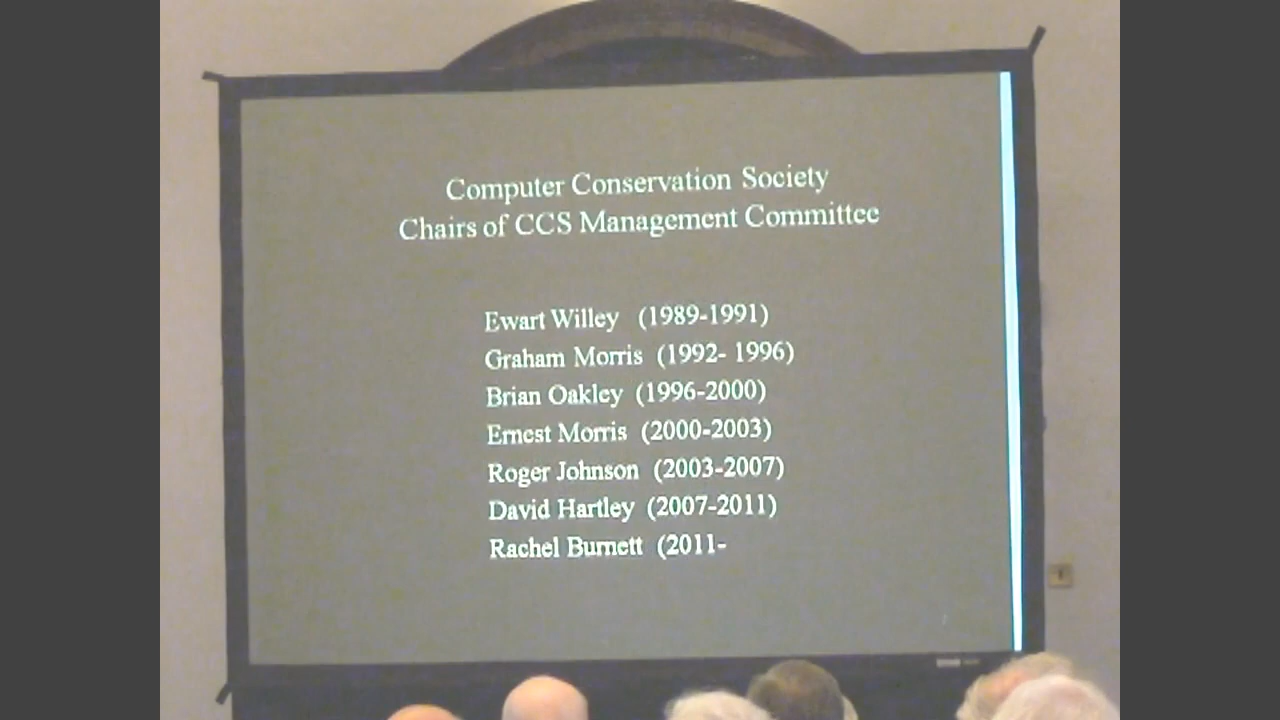 Computer Conservation Society
Chairs of CCS Management Committee
Ewart Willey (1989-1991)
Graham Morris (1992- 1996)
Brian Oakley (1996-2000)
Ernest Morris (2000-2003)
Roger Johnson (2003-2007)
David Hartley (2007-2011)
Rachel Burnett (2011-